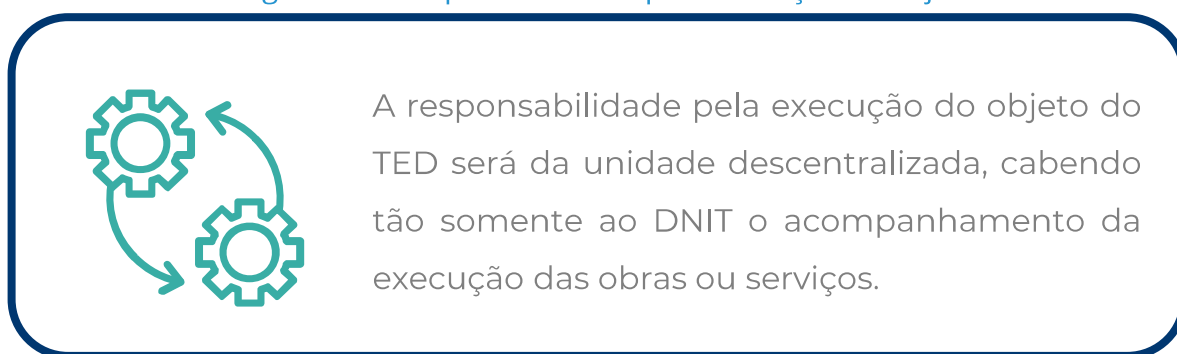 A responsabilidade pela execução do objeto do
TED será da unidade descentralizada, cabendo
tão somente ao DNIT o acompanhamento da
execução das obras ou serviços.